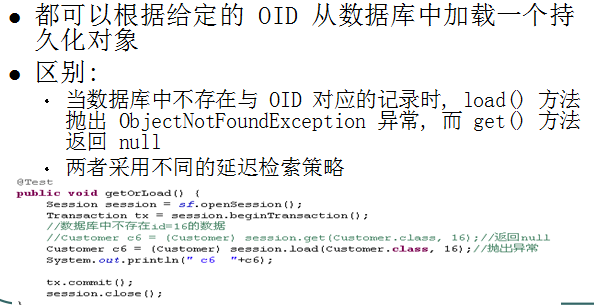 都可以根据给定的 OID 从数据库中加载一个持
久化对象
区别:
当数据库中不存在与 OID 对应的记录时, load() 方法
抛出 ObjectNotFoundException 异常, 而 get() 方法
返回 null
两者采用不同的延迟检索策略
@Test
public void getOrLoad() {
Session session = sf.openSession();
Transaction tx = session.beginTransaction();
//数据库中不存在id=16的数据
//Customer c6 = (Customer) session.get(Customer.class, 16);//返回null
Customer c6 = (Customer) session.load(Customer.class, 16);//抛出异常
System.out.println(" c6  "+c6);
tx.commit();
session.close();